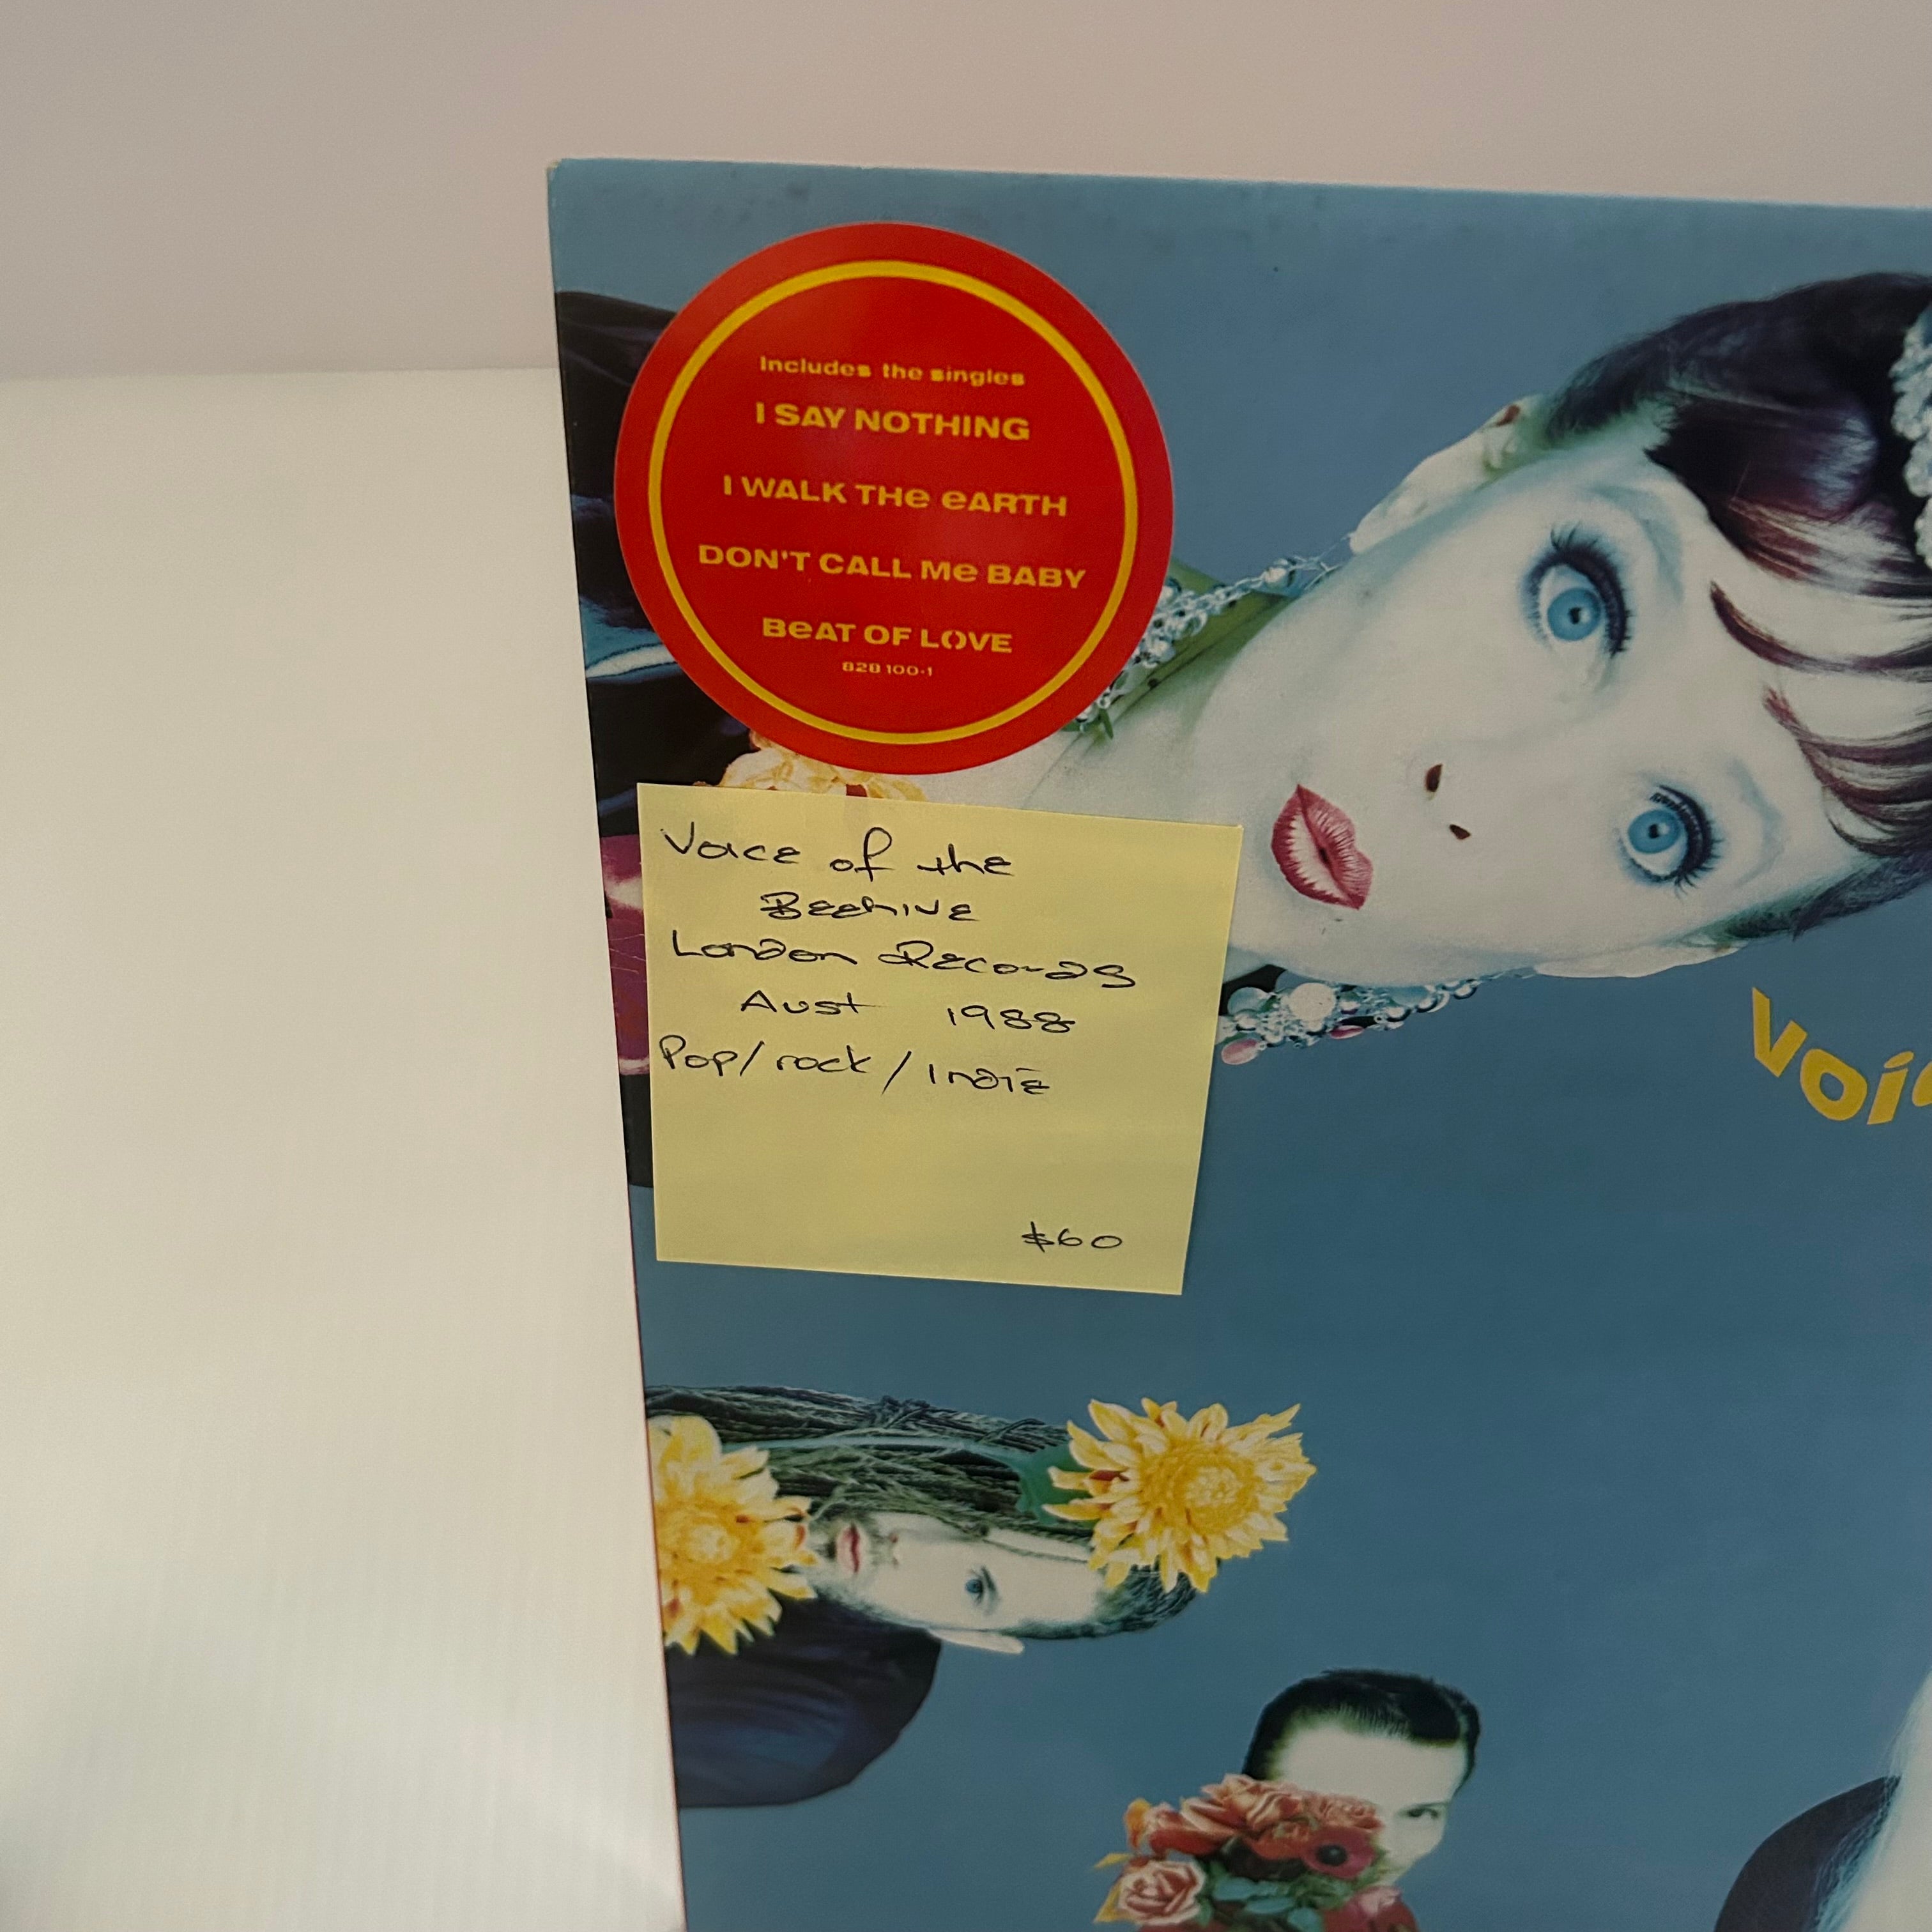 Includes the singles
I SAY NOTHING
I WALK THe eARTH
DON'T CALL Me BABY
BeAT OF LOVE
828 100-1
Voice of the
Beehive
London Records
Aust 1988
Pop/rock/Indie
$60